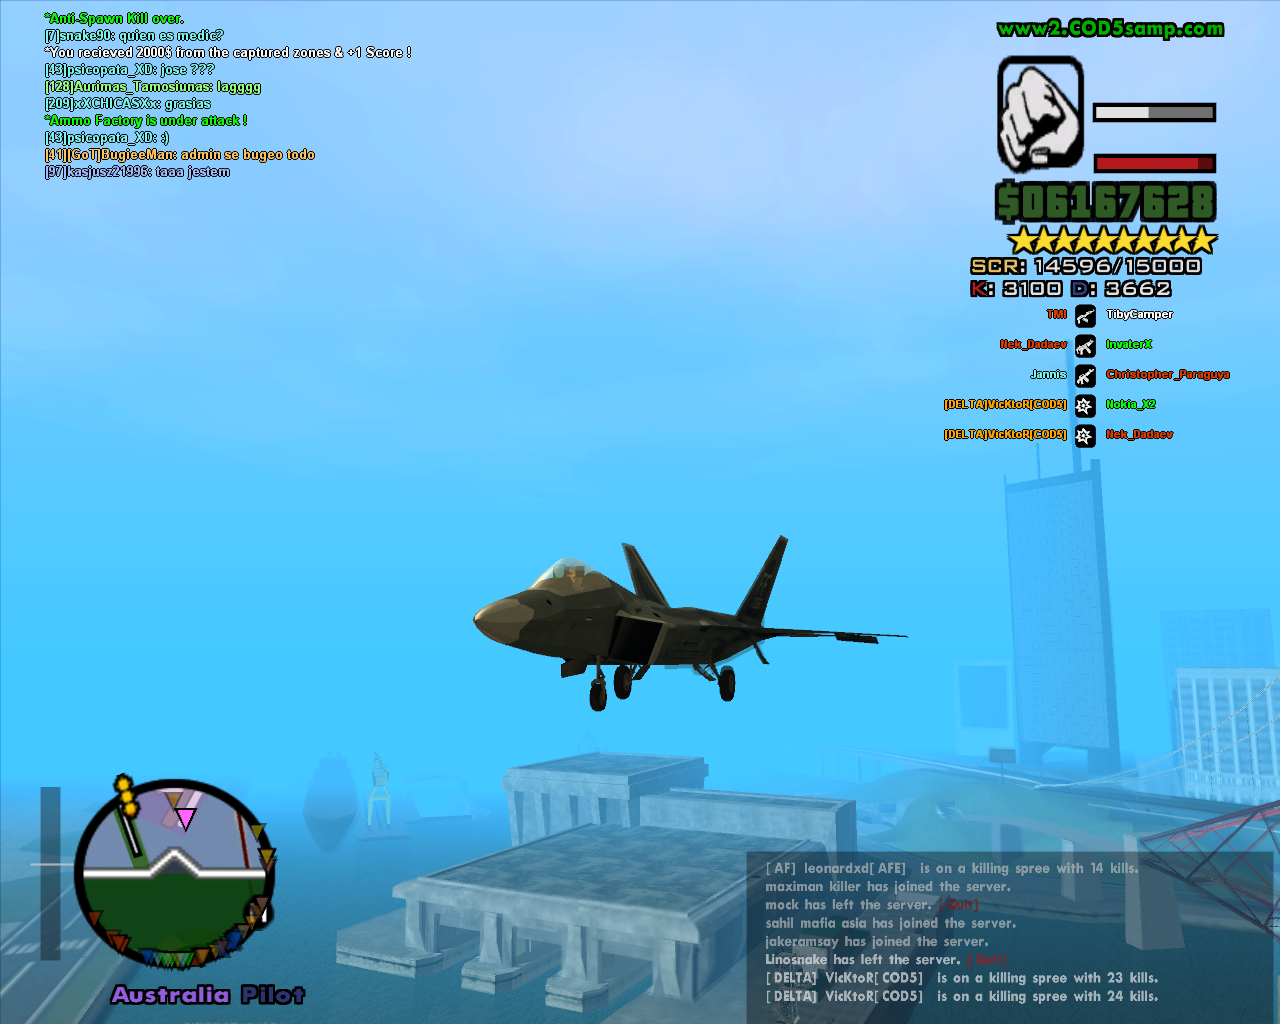 *Anti-Spawn Kill over.
[7]snake90: quien es medic?
*You recieved 2000$ from the captured zones & +1 Score !
[43]psicopata_XD: jose ???
[128]Aurimas_Tamosiunas: lagggg
[209]xXCHICASXx: grasias
*Ammo Factory is under attack !
[43]psicopata_XD: :)
[41][GoT]BugieeMan: admin se bugeo todo
[97]kasjusz21996: taaa jestem
www2.COD5samp.com
$06167628
SCR: 14596/15000
K: 3100 D: 3662
TMI TibyCamper
Nek_Dadaev InvaterX
Jannis Christopher_Paraguya
[DELTA]VicKtoR[COD5] Nokia_X2
[DELTA]VicKtoR[COD5] Nek_Dadaev
[AF] leonardxd[AFE] is on a killing spree with 14 kills.
maximan killer has joined the server.
mock has left the server. [Quit]
sahil mafia asia has joined the server.
jakeramsay has joined the server.
Linosnake has left the server. [Quit]
[DELTA] VicKtoR[COD5] is on a killing spree with 23 kills.
[DELTA] VicKtoR[COD5] is on a killing spree with 24 kills.
Australia Pilot